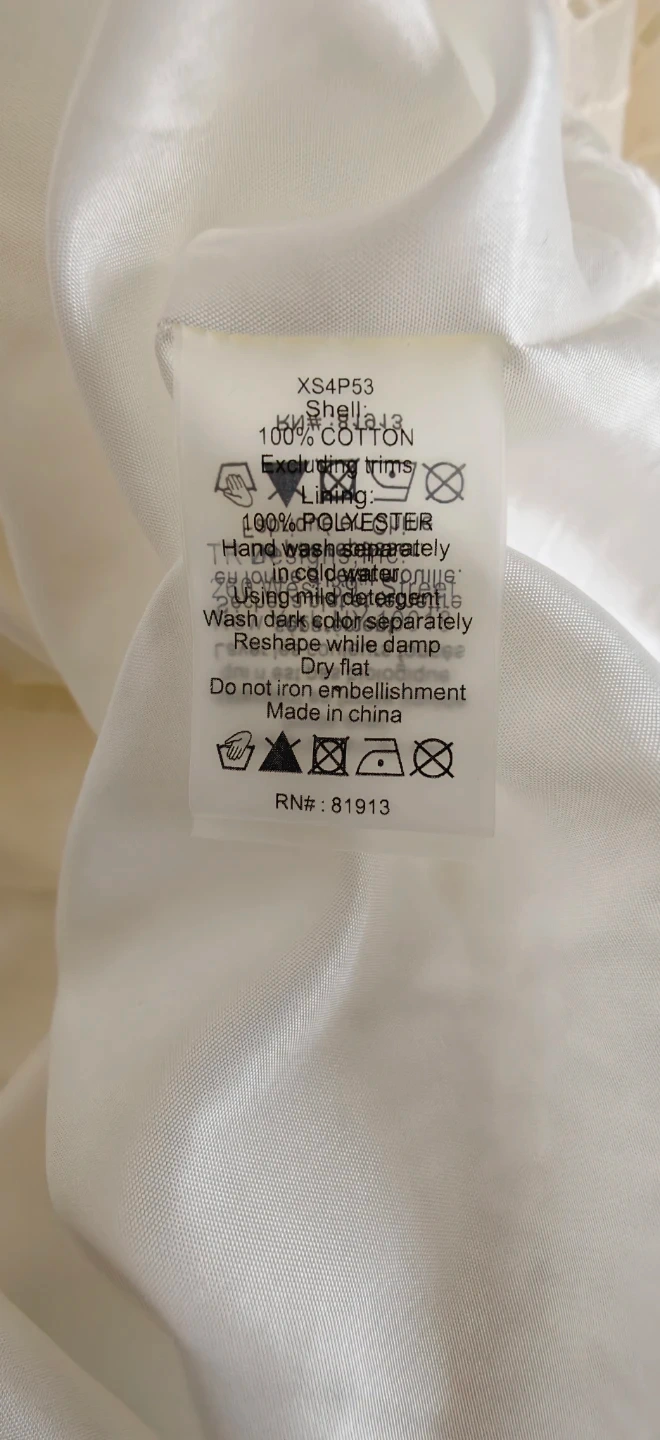 XS4P53
Shell:
100% COTTON
Excluding trims
Lining:
100% POLYESTER
Hand wash separately
in cold water
Using mild detergent
Wash dark color separately
Reshape while damp
Dry flat
Do not iron embellishment
Made in china
RN# : 81913